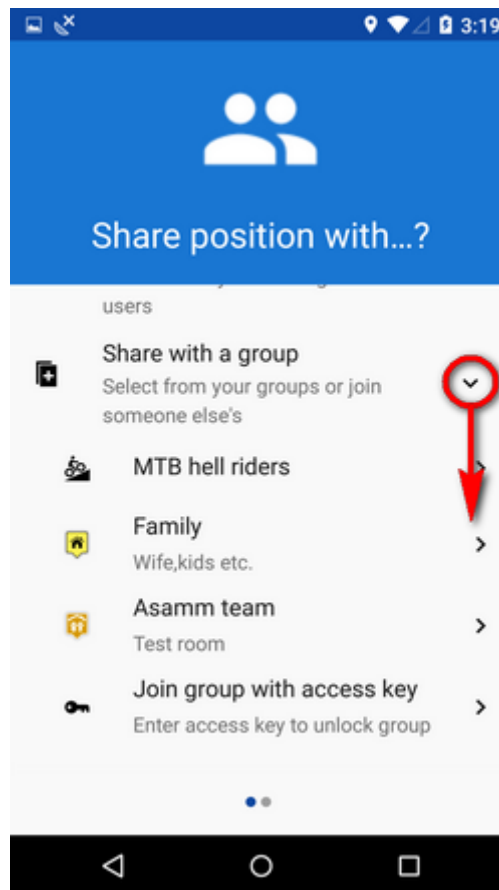 3:19
Share position with...?
users
Share with a group
Select from your groups or join
someone else's
MTB hell riders
Family
Wife,kids etc.
Asamm team
Test room
Join group with access key
Enter access key to unlock group